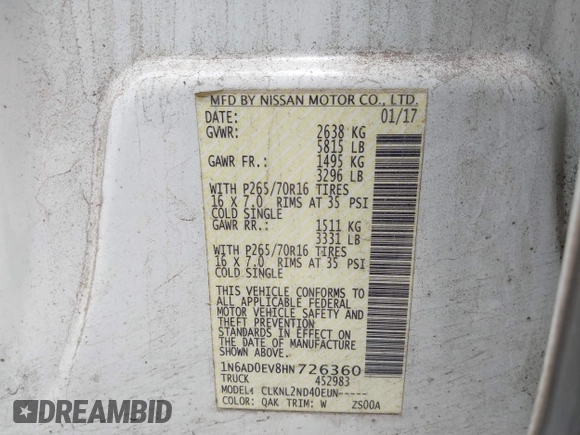 MFD BY NISSAN MOTOR CO., LTD.
DATE: 01/17
GVWR: 2638 KG
5815 LB
GAWR FR.: 1495 KG
3296 LB
WITH P265/70R16 TIRES
16 X 7.0 RIMS AT 35 PSI
COLD SINGLE
GAWR RR.: 1511 KG
3331 LB
WITH P265/70R16 TIRES
16 X 7.0 RIMS AT 35 PSI
COLD SINGLE
THIS VEHICLE CONFORMS TO
ALL APPLICABLE FEDERAL
MOTOR VEHICLE SAFETY AND
THEFT PREVENTION
STANDARDS IN EFFECT ON
THE DATE OF MANUFACTURE
SHOWN ABOVE.
1N6AD0EV8HN726360
TRUCK 452983
MODEL: CLKNL2ND40EUN-----
COLOR: QAK TRIM: W ZS00A
© DIDCAR.FAX